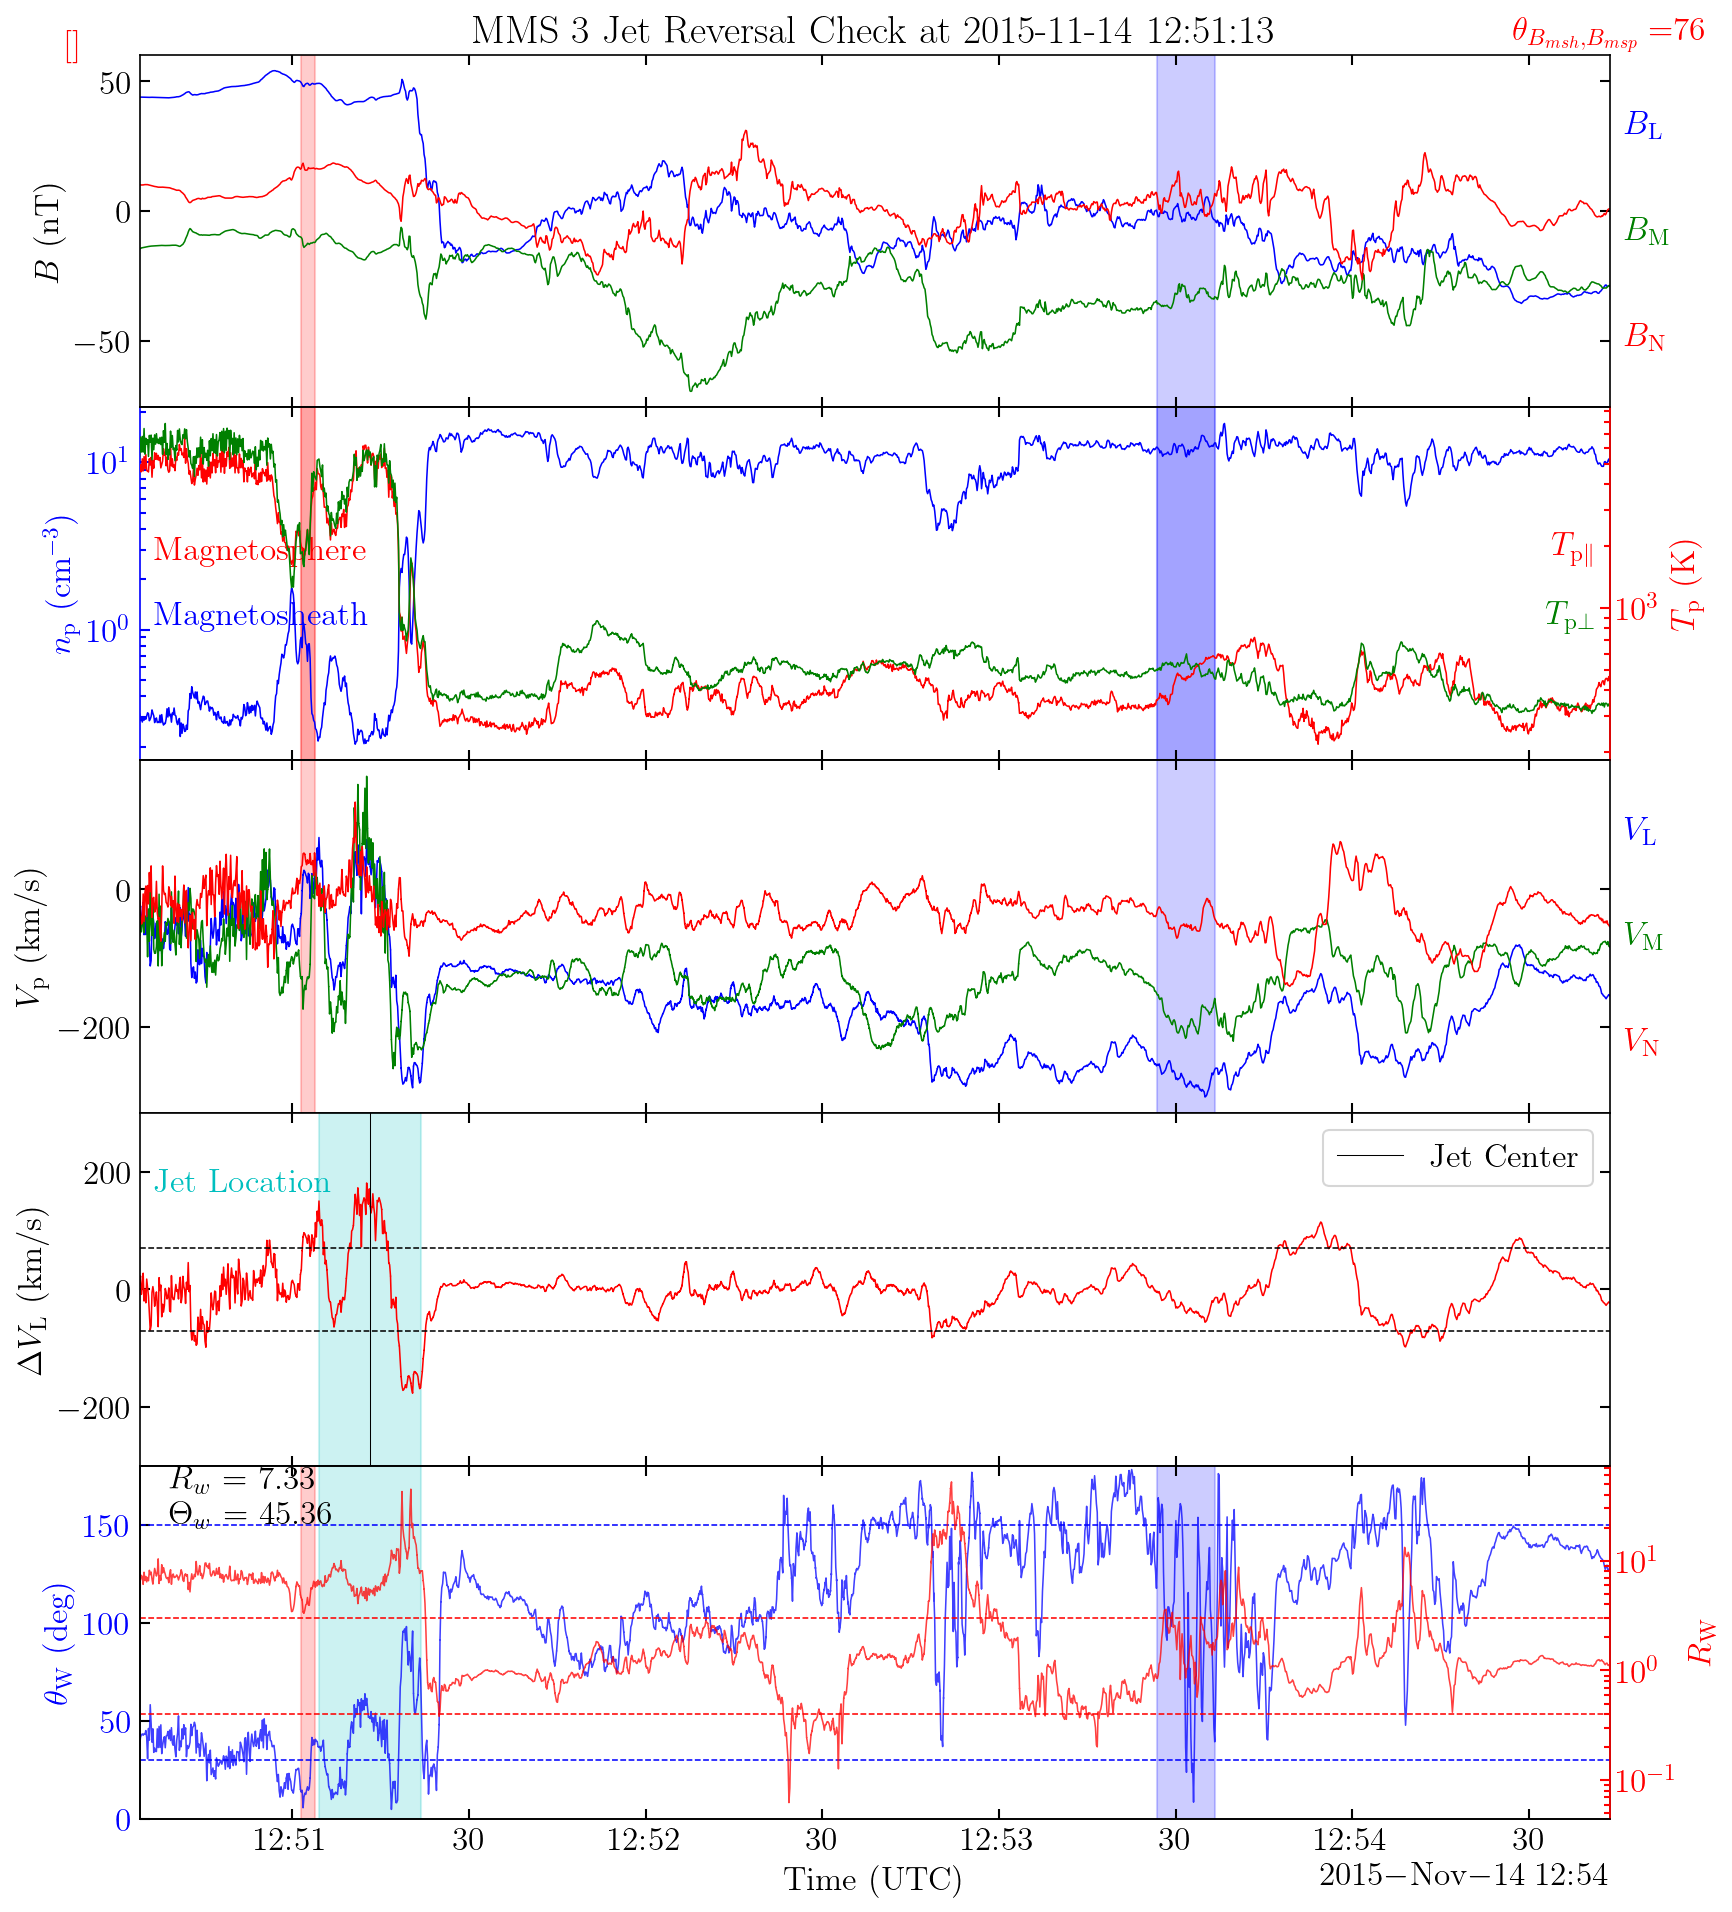 MMS 3 Jet Reversal Check at 2015-11-14 12:51:13
[]
θ_{B_{msh},B_{msp}} =76
50
0
−50
B (nT)
B_L
B_M
B_N
10^1
10^0
n_p (cm^{−3})
Magnetosphere
Magnetosheath
T_{p∥}
T_{p⊥}
10^3
T_p (K)
0
−200
V_p (km/s)
V_L
V_M
V_N
200
0
−200
ΔV_L (km/s)
Jet Location
Jet Center
R_w = 7.33
Θ_w = 45.36
150
100
50
0
θ_W (deg)
10^1
10^0
10^{−1}
R_W
12:51 30 12:52 30 12:53 30 12:54 30
Time (UTC)
2015−Nov−14 12:54